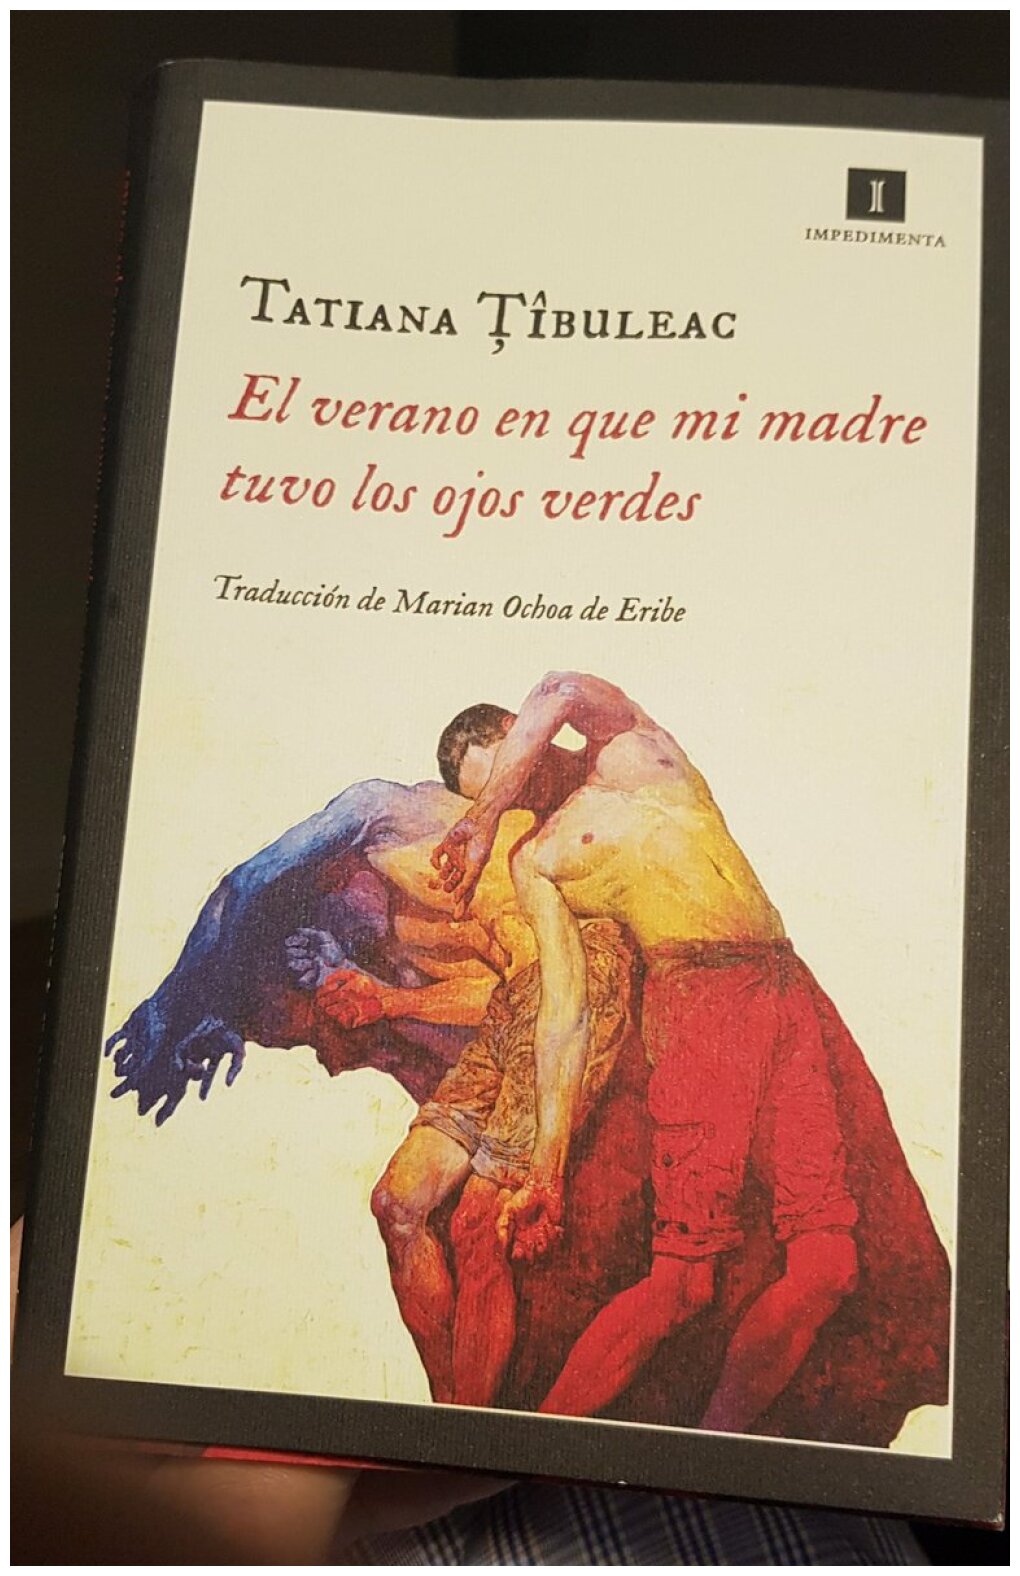 IMPEDIMENTA
TATIANA ȚÎBULEAC
El verano en que mi madre
tuvo los ojos verdes
Traducción de Marian Ochoa de Eribe